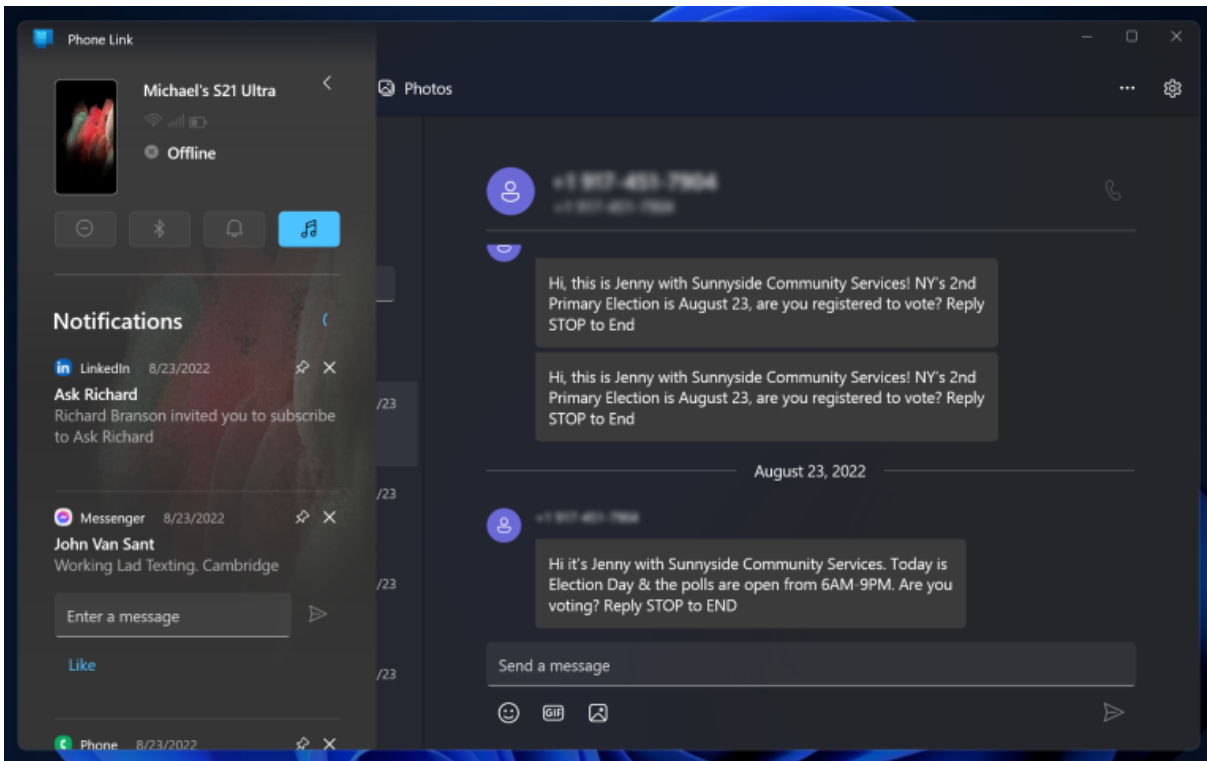 Phone Link
Michael's S21 Ultra
Offline
Notifications
LinkedIn 8/23/2022
Ask Richard
Richard Branson invited you to subscribe
to Ask Richard
Messenger 8/23/2022
John Van Sant
Working Lad Texting. Cambridge
Enter a message
Like
Phone 8/23/2022
Photos
/23
/23
/23
/23
Hi, this is Jenny with Sunnyside Community Services! NY's 2nd
Primary Election is August 23, are you registered to vote? Reply
STOP to End
Hi, this is Jenny with Sunnyside Community Services! NY's 2nd
Primary Election is August 23, are you registered to vote? Reply
STOP to End
August 23, 2022
Hi it's Jenny with Sunnyside Community Services. Today is
Election Day & the polls are open from 6AM-9PM. Are you
voting? Reply STOP to END
Send a message
GIF